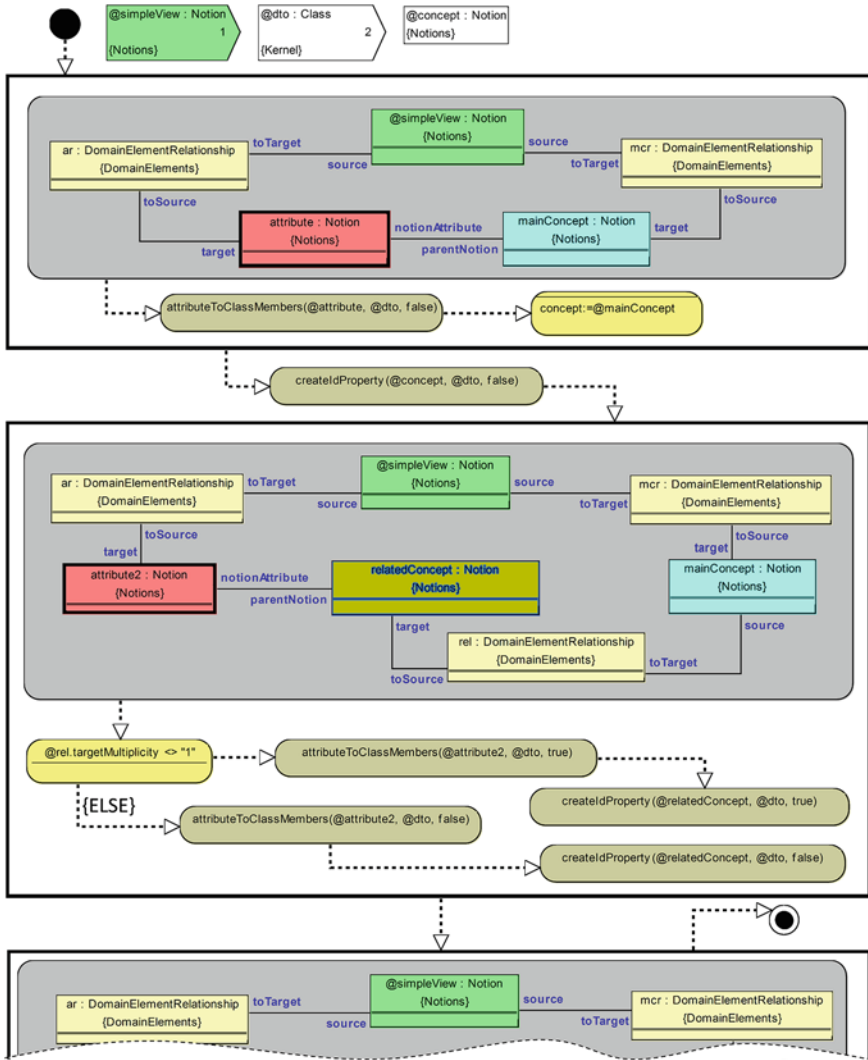 @simpleView : Notion
1
{Notions}
@dto : Class
2
{Kernel}
@concept : Notion
{Notions}
@simpleView : Notion
{Notions}
ar : DomainElementRelationship
{DomainElements}
toTarget
source
source
toTarget
mcr : DomainElementRelationship
{DomainElements}
toSource
toSource
attribute : Notion
{Notions}
target
notionAttribute
parentNotion
mainConcept : Notion
{Notions}
target
attributeToClassMembers(@attribute, @dto, false)
concept:=@mainConcept
createIdProperty(@concept, @dto, false)
@simpleView : Notion
{Notions}
ar : DomainElementRelationship
{DomainElements}
toTarget
source
source
toTarget
mcr : DomainElementRelationship
{DomainElements}
toSource
target
toSource
target
attribute2 : Notion
{Notions}
notionAttribute
parentNotion
relatedConcept : Notion
{Notions}
mainConcept : Notion
{Notions}
target
source
rel : DomainElementRelationship
{DomainElements}
toSource
toTarget
@rel.targetMultiplicity <> "1"
attributeToClassMembers(@attribute2, @dto, true)
createIdProperty(@relatedConcept, @dto, true)
{ELSE}
attributeToClassMembers(@attribute2, @dto, false)
createIdProperty(@relatedConcept, @dto, false)
@simpleView : Notion
{Notions}
ar : DomainElementRelationship
{DomainElements}
toTarget
source
source
toTarget
mcr : DomainElementRelationship
{DomainElements}